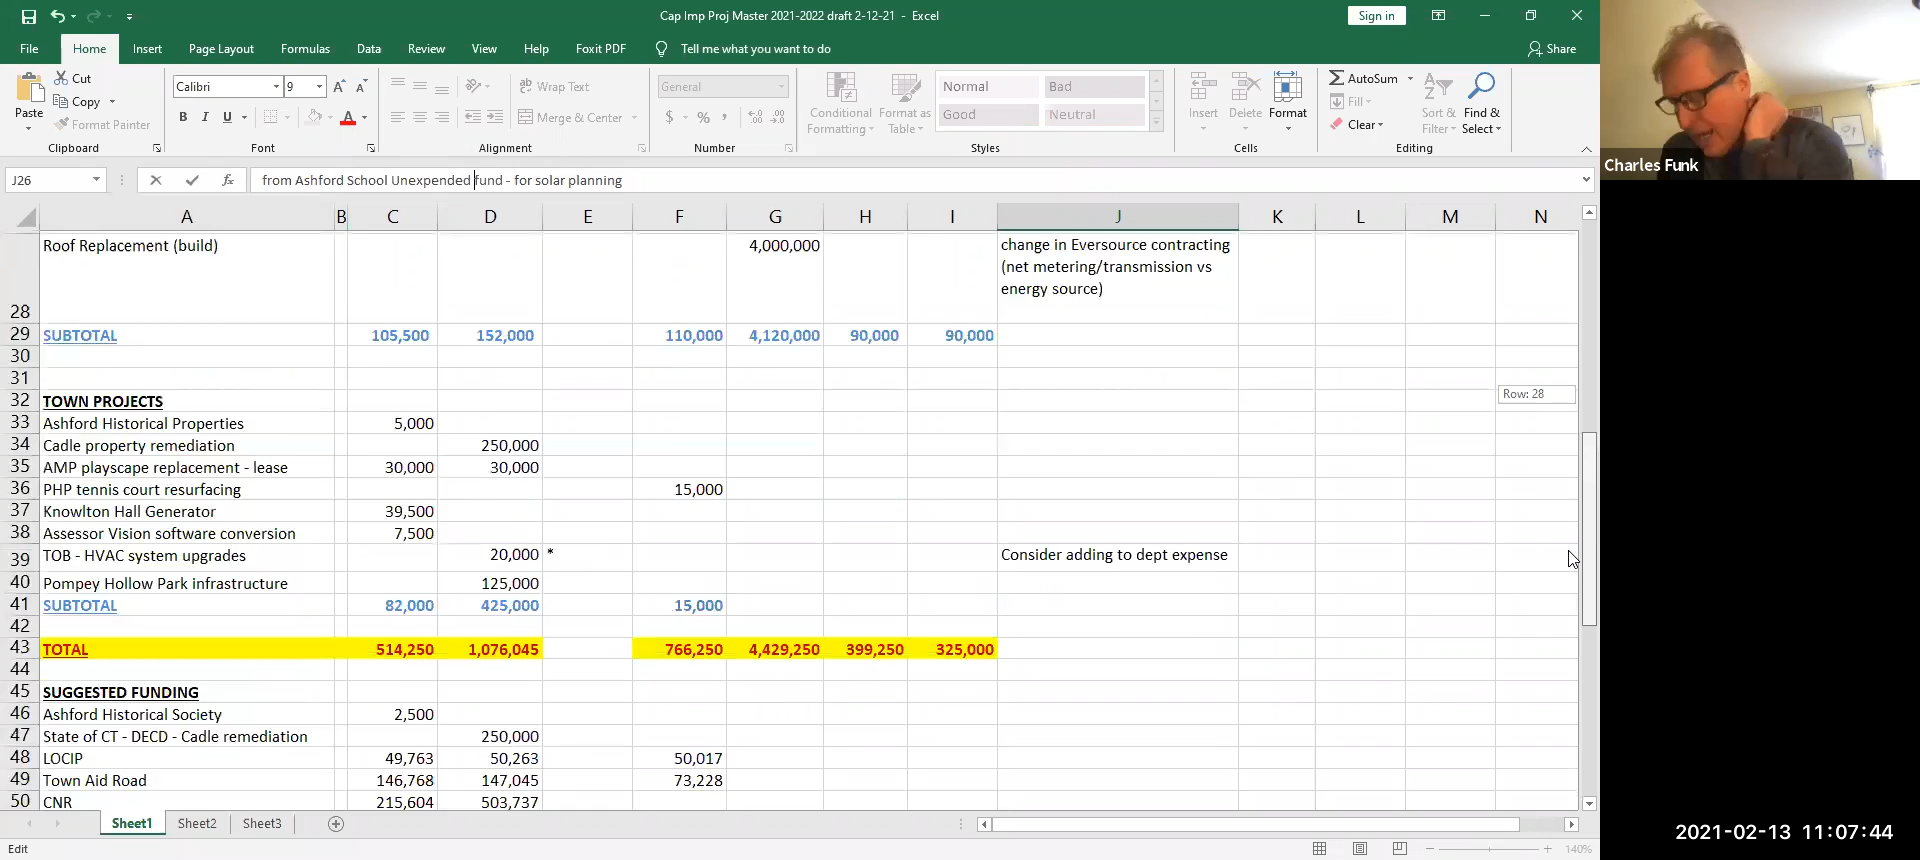 Cap Imp Proj Master 2021-2022 draft 2-12-21 - Excel
Sign in
File Home Insert Page Layout Formulas Data Review View Help Foxit PDF Tell me what you want to do Share
Paste
Cut
Copy
Format Painter
Clipboard
Calibri 9
A A
B I U A
Font
ab Wrap Text
Merge & Center
Alignment
General
$ % ,
Number
Conditional Formatting
Format as Table
Normal Bad
Good Neutral
Styles
Insert Delete Format
Cells
AutoSum
Fill
Clear
Sort & Filter
Find & Select
Editing
Charles Funk
J26 fx from Ashford School Unexpended fund - for solar planning
A B C D E F G H I J K L M N
28 Roof Replacement (build) 4,000,000 change in Eversource contracting
(net metering/transmission vs
energy source)
29 SUBTOTAL 105,500 152,000 110,000 4,120,000 90,000 90,000
30
31
Row: 28
32 TOWN PROJECTS
33 Ashford Historical Properties 5,000
34 Cadle property remediation 250,000
35 AMP playscape replacement - lease 30,000 30,000
36 PHP tennis court resurfacing 15,000
37 Knowlton Hall Generator 39,500
38 Assessor Vision software conversion 7,500
39 TOB - HVAC system upgrades 20,000 * Consider adding to dept expense
40 Pompey Hollow Park infrastructure 125,000
41 SUBTOTAL 82,000 425,000 15,000
42
43 TOTAL 514,250 1,076,045 766,250 4,429,250 399,250 325,000
44
45 SUGGESTED FUNDING
46 Ashford Historical Society 2,500
47 State of CT - DECD - Cadle remediation 250,000
48 LOCIP 49,763 50,263 50,017
49 Town Aid Road 146,768 147,045 73,228
50 CNR 215,604 503,737
Sheet1 Sheet2 Sheet3
2021-02-13 11:07:44
Edit 140%